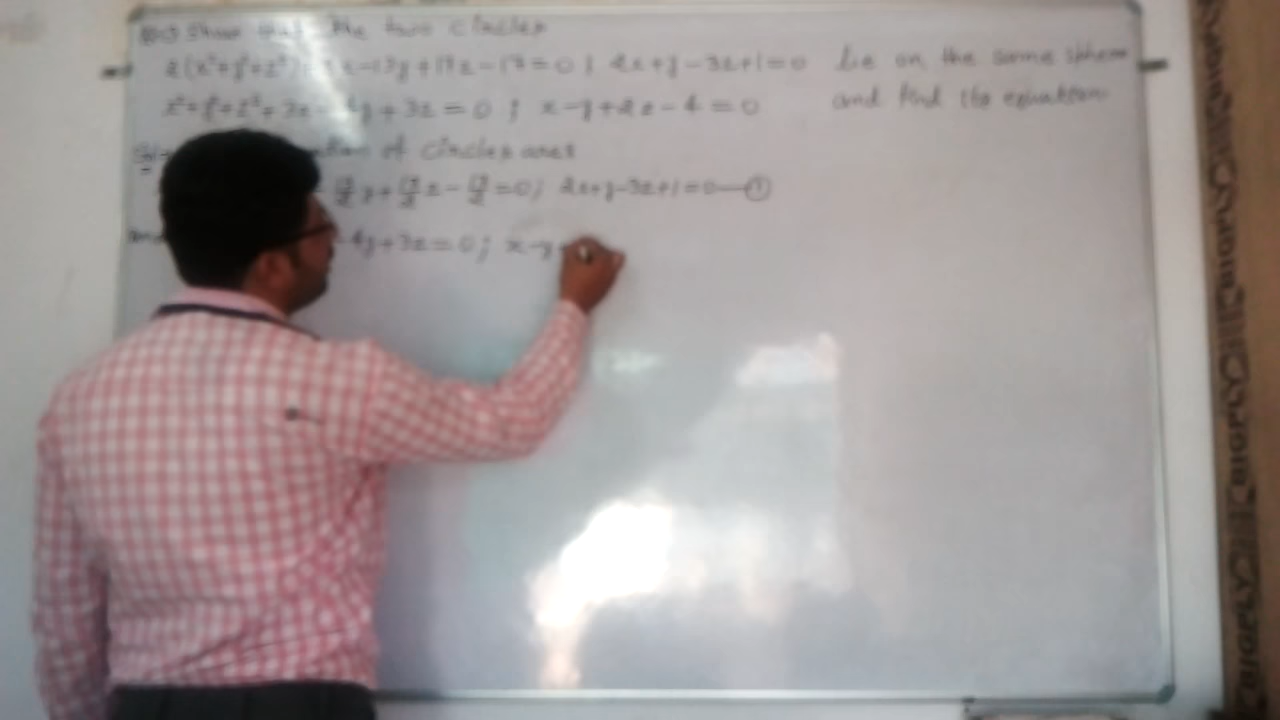 Show that the two circles
2(x²+y²+z²) x-13y+17z-17=0 ; 2x+y-3z+1=0 lie on the same sphere
x²+y²+z²+3x-4y+3z=0 ; x-y+2z-4=0 and find its equation
of circles are
13/2 y+17/2 z-17/2=0; 2x+y-3z+1=0—①
-4y+3z=0; x-y